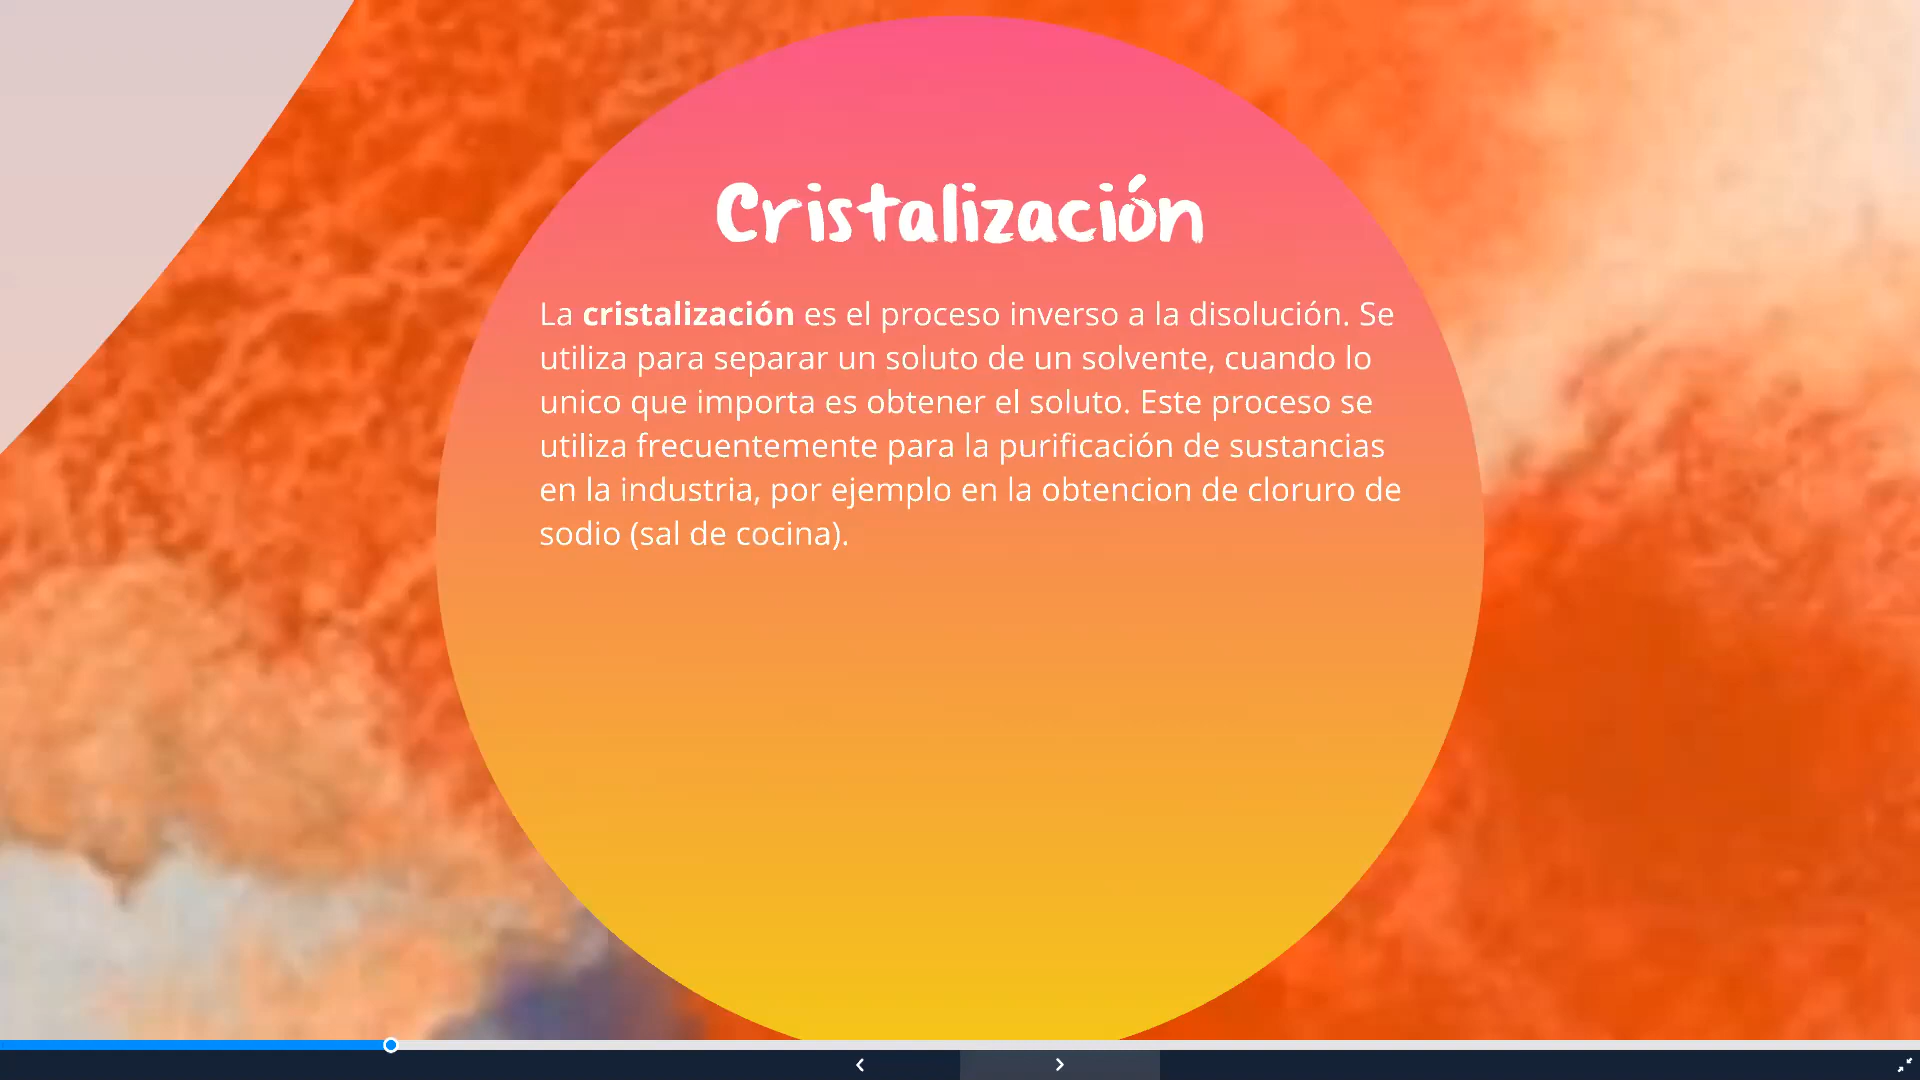 Cristalización
La cristalización es el proceso inverso a la disolución. Se
utiliza para separar un soluto de un solvente, cuando lo
unico que importa es obtener el soluto. Este proceso se
utiliza frecuentemente para la purificación de sustancias
en la industria, por ejemplo en la obtencion de cloruro de
sodio (sal de cocina).